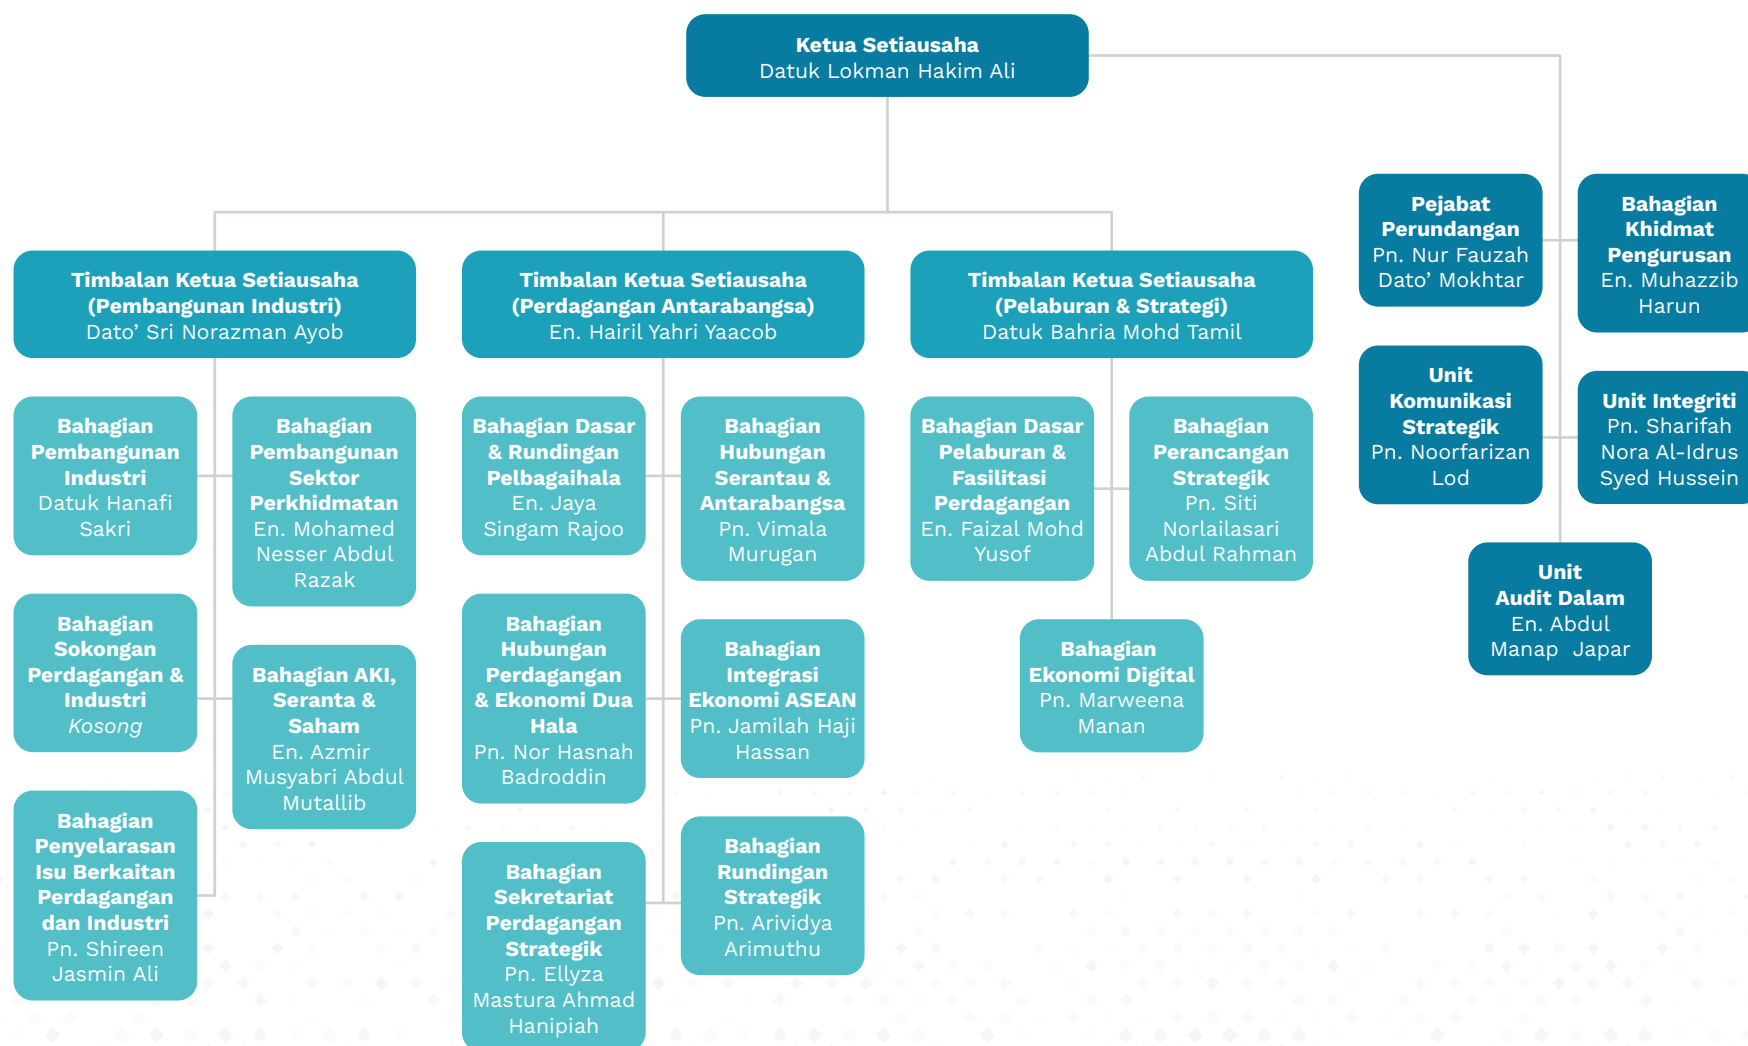 Ketua Setiausaha
Datuk Lokman Hakim Ali
Timbalan Ketua Setiausaha
(Pembangunan Industri)
Dato’ Sri Norazman Ayob
Bahagian
Pembangunan
Industri
Datuk Hanafi
Sakri
Bahagian
Pembangunan
Sektor
Perkhidmatan
En. Mohamed
Nesser Abdul
Razak
Bahagian
Sokongan
Perdagangan &
Industri
Kosong
Bahagian AKI,
Seranta &
Saham
En. Azmir
Musyabri Abdul
Mutallib
Bahagian
Penyelarasan
Isu Berkaitan
Perdagangan
dan Industri
Pn. Shireen
Jasmin Ali
Timbalan Ketua Setiausaha
(Perdagangan Antarabangsa)
En. Hairil Yahri Yaacob
Bahagian Dasar
& Rundingan
Pelbagaihala
En. Jaya
Singam Rajoo
Bahagian
Hubungan
Serantau &
Antarabangsa
Pn. Vimala
Murugan
Bahagian
Hubungan
Perdagangan
& Ekonomi Dua
Hala
Pn. Nor Hasnah
Badroddin
Bahagian
Integrasi
Ekonomi ASEAN
Pn. Jamilah Haji
Hassan
Bahagian
Sekretariat
Perdagangan
Strategik
Pn. Ellyza
Mastura Ahmad
Hanipiah
Bahagian
Rundingan
Strategik
Pn. Arividya
Arimuthu
Timbalan Ketua Setiausaha
(Pelaburan & Strategi)
Datuk Bahria Mohd Tamil
Bahagian Dasar
Pelaburan &
Fasilitasi
Perdagangan
En. Faizal Mohd
Yusof
Bahagian
Perancangan
Strategik
Pn. Siti
Norlailasari
Abdul Rahman
Bahagian
Ekonomi Digital
Pn. Marweena
Manan
Pejabat
Perundangan
Pn. Nur Fauzah
Dato’ Mokhtar
Bahagian
Khidmat
Pengurusan
En. Muhazzib
Harun
Unit
Komunikasi
Strategik
Pn. Noorfarizan
Lod
Unit Integriti
Pn. Sharifah
Nora Al-Idrus
Syed Hussein
Unit
Audit Dalam
En. Abdul
Manap Japar